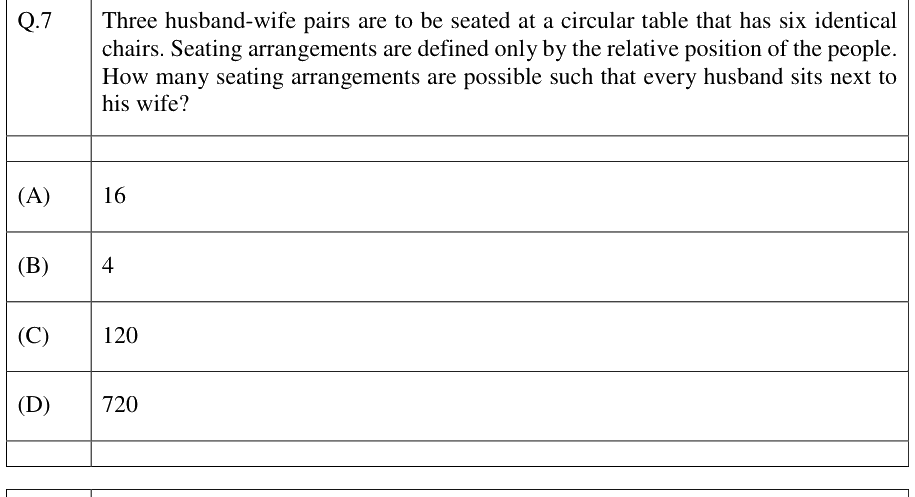 Q.7 Three husband-wife pairs are to be seated at a circular table that has six identical
chairs. Seating arrangements are defined only by the relative position of the people.
How many seating arrangements are possible such that every husband sits next to
his wife?
(A) 16
(B) 4
(C) 120
(D) 720